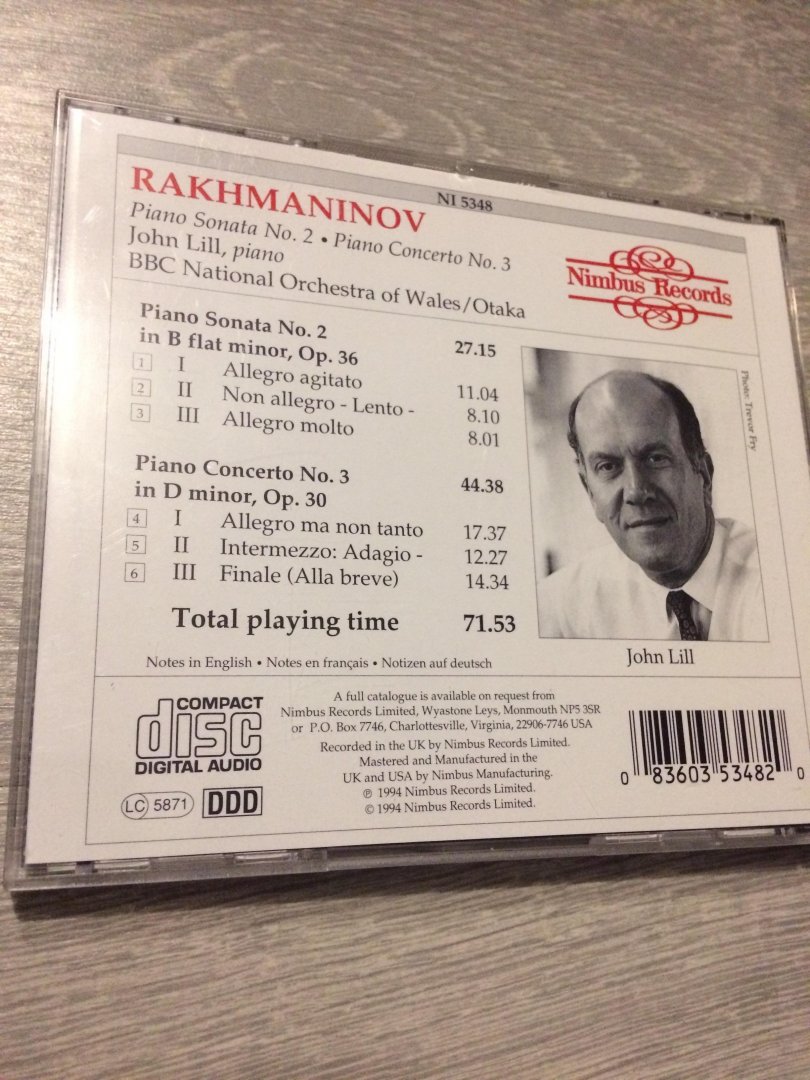 NI 5348
RAKHMANINOV
Piano Sonata No. 2 • Piano Concerto No. 3
John Lill, piano
BBC National Orchestra of Wales/Otaka
Nimbus Records
Piano Sonata No. 2
in B flat minor, Op. 36 27.15
1 I Allegro agitato 11.04
2 II Non allegro - Lento - 8.10
3 III Allegro molto 8.01
Piano Concerto No. 3
in D minor, Op. 30 44.38
4 I Allegro ma non tanto 17.37
5 II Intermezzo: Adagio - 12.27
6 III Finale (Alla breve) 14.34
Total playing time 71.53
Photo: Trevor Fry
John Lill
Notes in English • Notes en français • Notizen auf deutsch
COMPACT
disc
DIGITAL AUDIO
LC 5871
DDD
A full catalogue is available on request from
Nimbus Records Limited, Wyastone Leys, Monmouth NP5 3SR
or P.O. Box 7746, Charlottesville, Virginia, 22906-7746 USA
Recorded in the UK by Nimbus Records Limited.
Mastered and Manufactured in the
UK and USA by Nimbus Manufacturing.
℗ 1994 Nimbus Records Limited.
© 1994 Nimbus Records Limited.
0 83603 53482 0